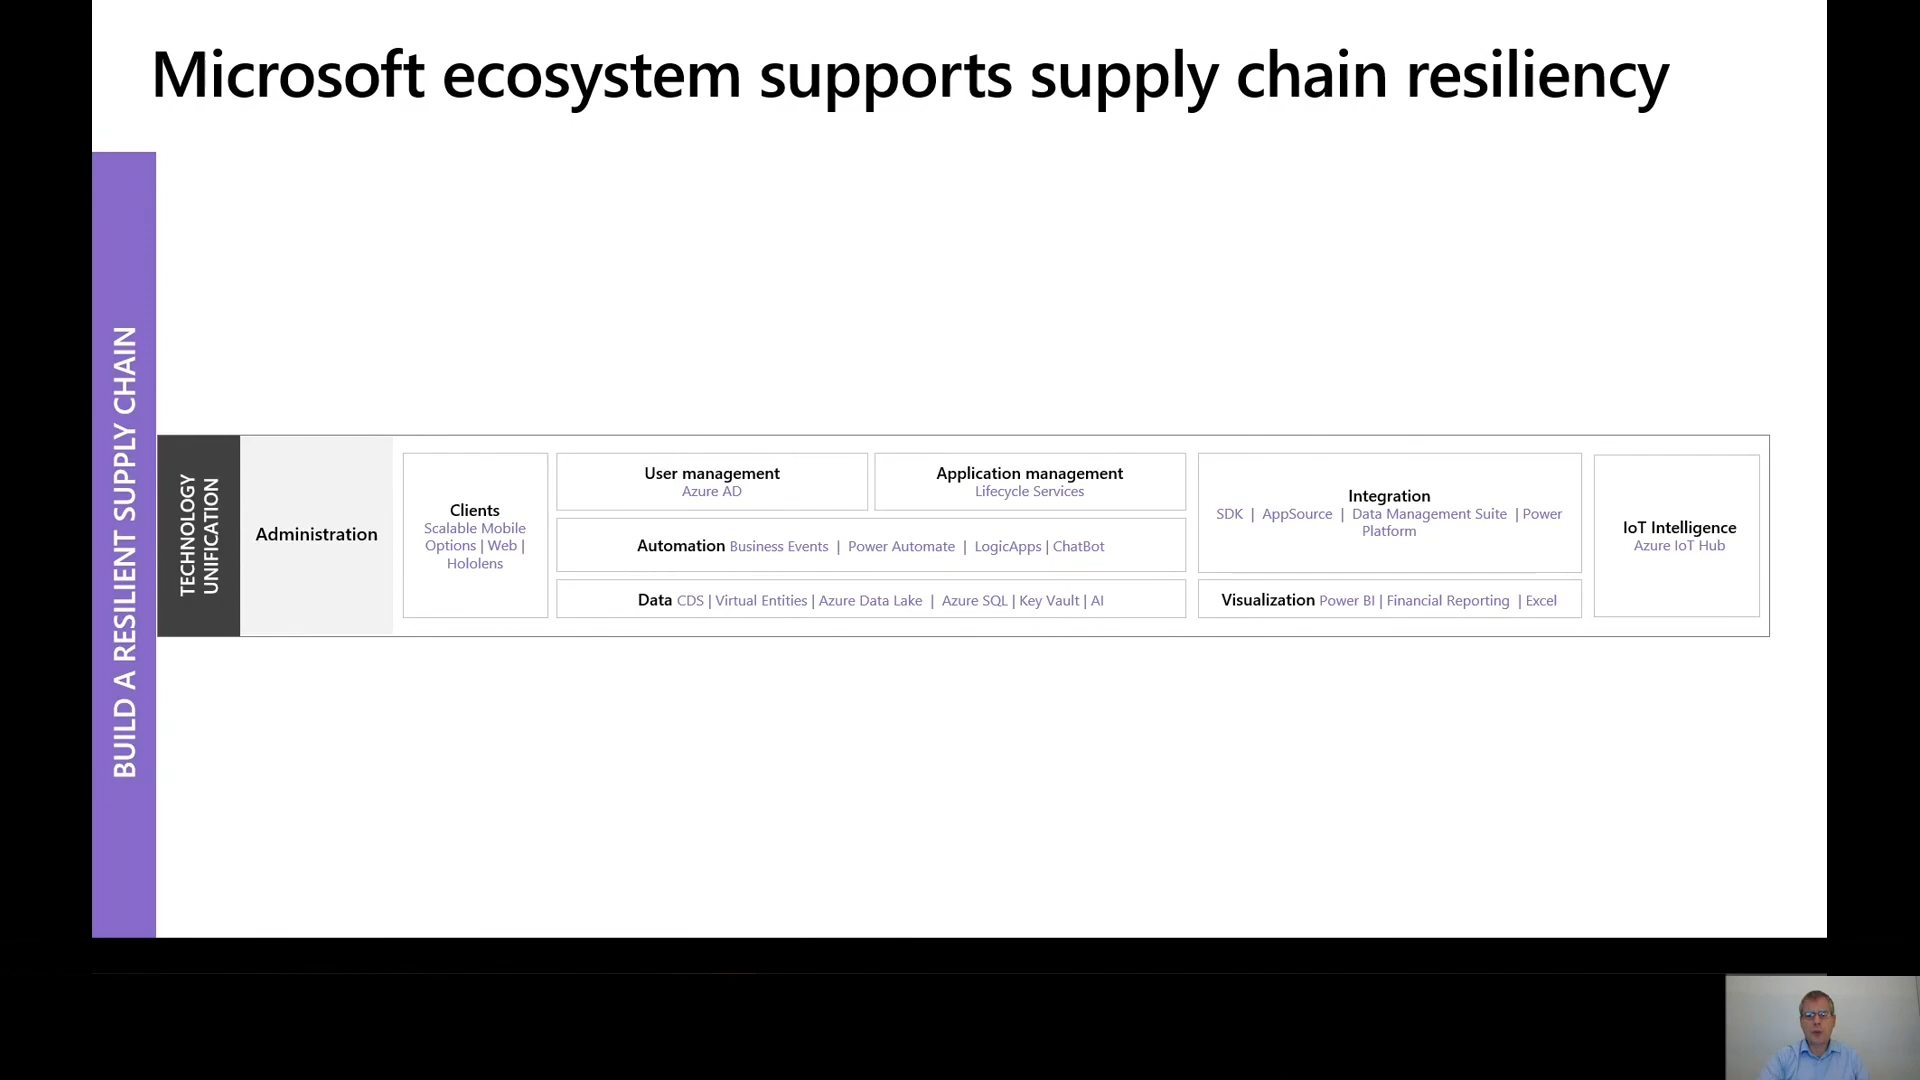 Microsoft ecosystem supports supply chain resiliency
BUILD A RESILIENT SUPPLY CHAIN
TECHNOLOGY
UNIFICATION
Administration
Clients
Scalable Mobile
Options | Web |
Hololens
User management
Azure AD
Application management
Lifecycle Services
Automation Business Events | Power Automate | LogicApps | ChatBot
Data CDS | Virtual Entities | Azure Data Lake | Azure SQL | Key Vault | AI
Integration
SDK | AppSource | Data Management Suite | Power
Platform
Visualization Power BI | Financial Reporting | Excel
IoT Intelligence
Azure IoT Hub